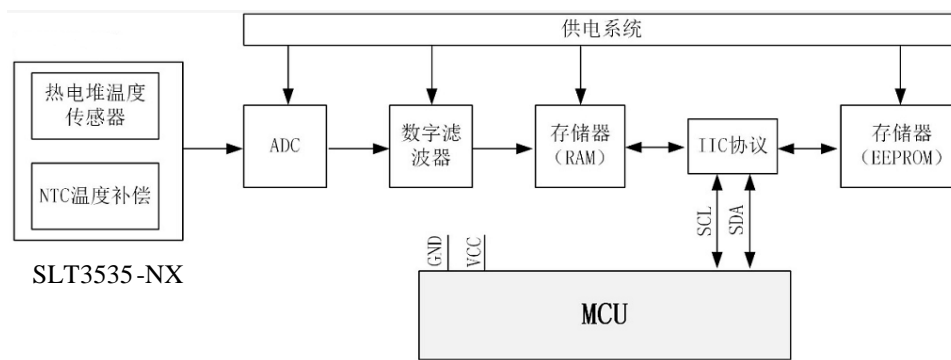 供电系统
热电堆温度
传感器
NTC温度补偿
SLT3535-NX
ADC
数字滤
波器
存储器
(RAM)
IIC协议
存储器
(EEPROM)
SCL
SDA
GND
VCC
MCU